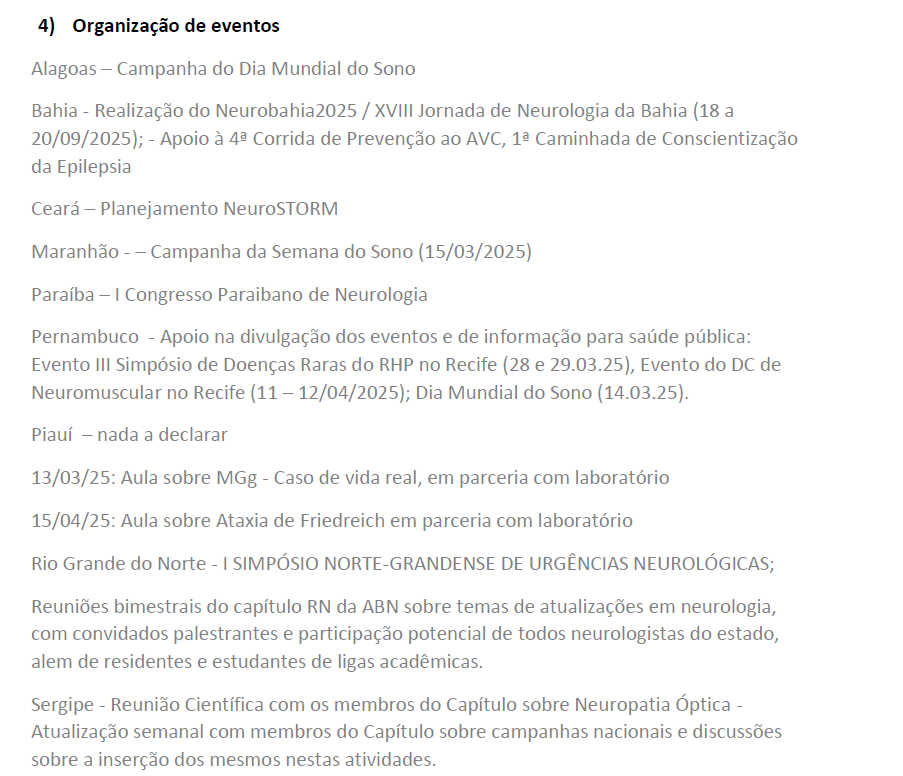 4) Organização de eventos
Alagoas – Campanha do Dia Mundial do Sono
Bahia - Realização do Neurobahia2025 / XVIII Jornada de Neurologia da Bahia (18 a
20/09/2025); - Apoio à 4ª Corrida de Prevenção ao AVC, 1ª Caminhada de Conscientização
da Epilepsia
Ceará – Planejamento NeuroSTORM
Maranhão - – Campanha da Semana do Sono (15/03/2025)
Paraíba – I Congresso Paraibano de Neurologia
Pernambuco - Apoio na divulgação dos eventos e de informação para saúde pública:
Evento III Simpósio de Doenças Raras do RHP no Recife (28 e 29.03.25), Evento do DC de
Neuromuscular no Recife (11 – 12/04/2025); Dia Mundial do Sono (14.03.25).
Piauí – nada a declarar
13/03/25: Aula sobre MGg - Caso de vida real, em parceria com laboratório
15/04/25: Aula sobre Ataxia de Friedreich em parceria com laboratório
Rio Grande do Norte - I SIMPÓSIO NORTE-GRANDENSE DE URGÊNCIAS NEUROLÓGICAS;
Reuniões bimestrais do capítulo RN da ABN sobre temas de atualizações em neurologia,
com convidados palestrantes e participação potencial de todos neurologistas do estado,
alem de residentes e estudantes de ligas acadêmicas.
Sergipe - Reunião Científica com os membros do Capítulo sobre Neuropatia Óptica -
Atualização semanal com membros do Capítulo sobre campanhas nacionais e discussões
sobre a inserção dos mesmos nestas atividades.